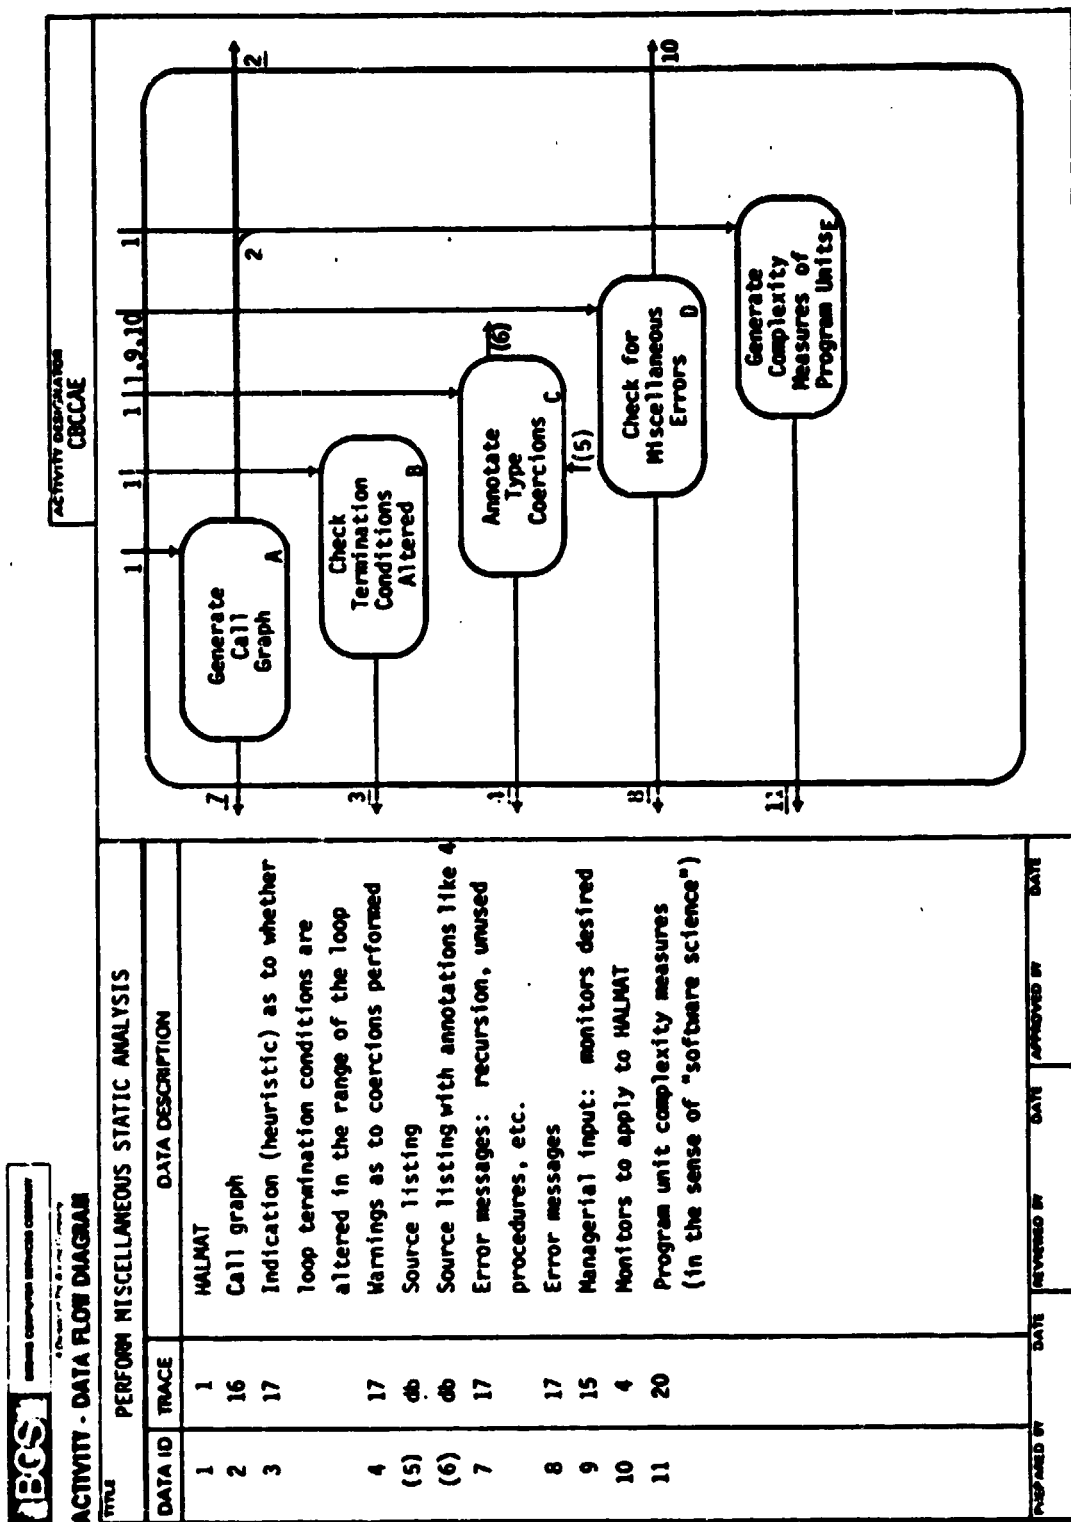 BCS
BOEING COMPUTER SERVICES COMPANY
ACTIVITY - DATA FLOW DIAGRAM
TITLE
PERFORM MISCELLANEOUS STATIC ANALYSIS
ACTIVITY DESIGNATOR
CBCCAE
DATA ID TRACE DATA DESCRIPTION
1 1 HALMAT
2 16 Call graph
3 17 Indication (heuristic) as to whether
loop termination conditions are
altered in the range of the loop
4 17 Warnings as to coercions performed
(5) db Source listing
(6) db Source listing with annotations like 4
7 17 Error messages: recursion, unused
procedures, etc.
8 17 Error messages
9 15 Managerial input: monitors desired
10 4 Monitors to apply to HALMAT
11 20 Program unit complexity measures
(in the sense of "software science")
1 1 1 1,9,10 1
Generate
Call
Graph
A
7
2
2
Check
Termination
Conditions
Altered
B
3
Annotate
Type
Coercions
C
(6)
(5)
4
Check for
Miscellaneous
Errors
D
8
10
Generate
Complexity
Measures of
Program Units
E
11
PREPARED BY DATE REVIEWED BY DATE APPROVED BY DATE